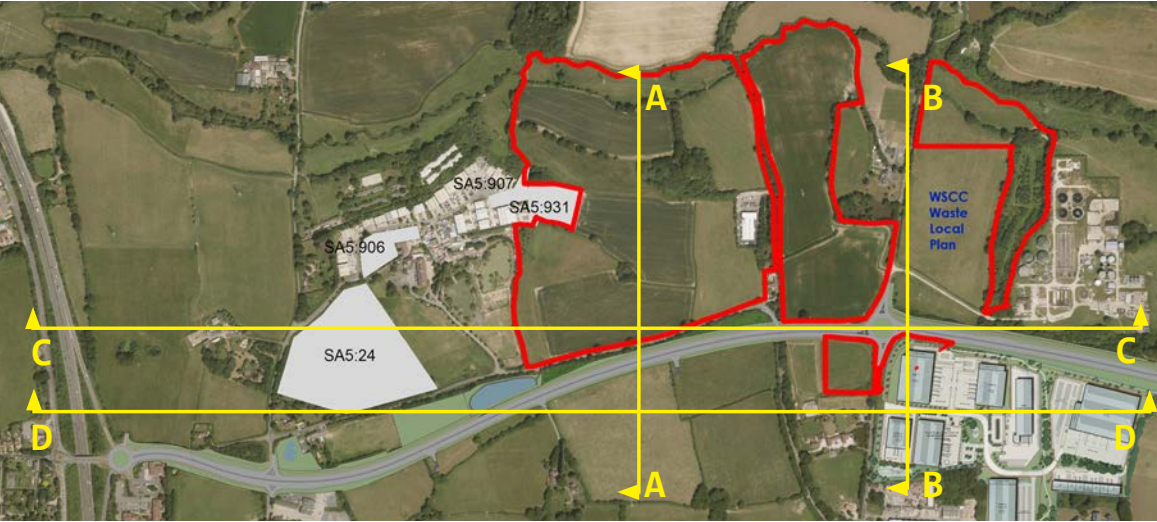 A
B
SA5:907
SA5:931
WSCC
Waste
Local
Plan
SA5:906
C
C
SA5:24
D
D
A
B